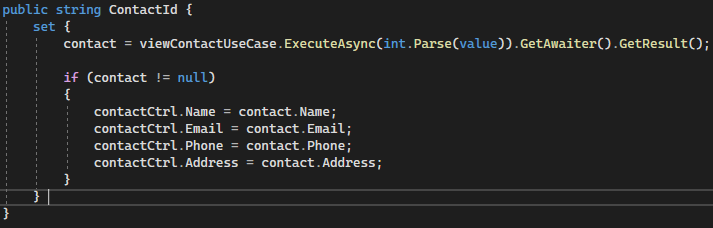 public string ContactId {
set {
contact = viewContactUseCase.ExecuteAsync(int.Parse(value)).GetAwaiter().GetResult();
if (contact != null)
{
contactCtrl.Name = contact.Name;
contactCtrl.Email = contact.Email;
contactCtrl.Phone = contact.Phone;
contactCtrl.Address = contact.Address;
}
}
}